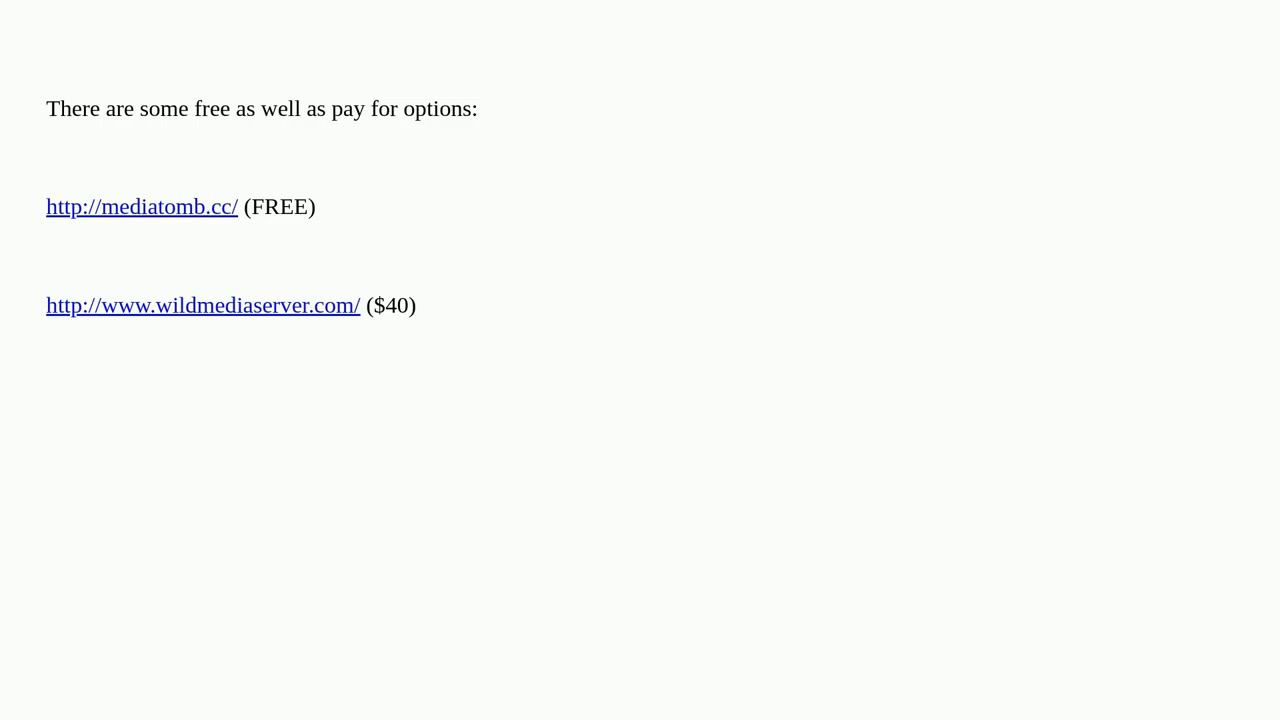 There are some free as well as pay for options:
http://mediatomb.cc/ (FREE)
http://www.wildmediaserver.com/ ($40)